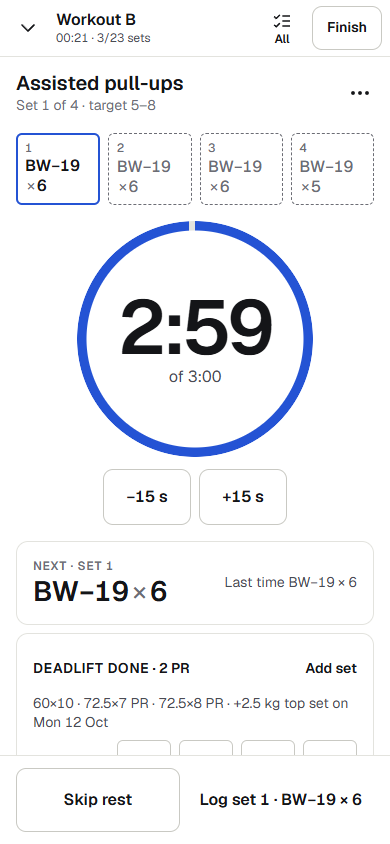 Workout B
00:21 · 3/23 sets
All
Finish
Assisted pull-ups
Set 1 of 4 · target 5–8
1
BW−19
×6
2
BW−19
×6
3
BW−19
×6
4
BW−19
×5
2:59
of 3:00
−15 s
+15 s
NEXT · SET 1
BW−19×6
Last time BW−19 × 6
DEADLIFT DONE · 2 PR
Add set
60×10 · 72.5×7 PR · 72.5×8 PR · +2.5 kg top set on
Mon 12 Oct
Skip rest
Log set 1 · BW−19 × 6